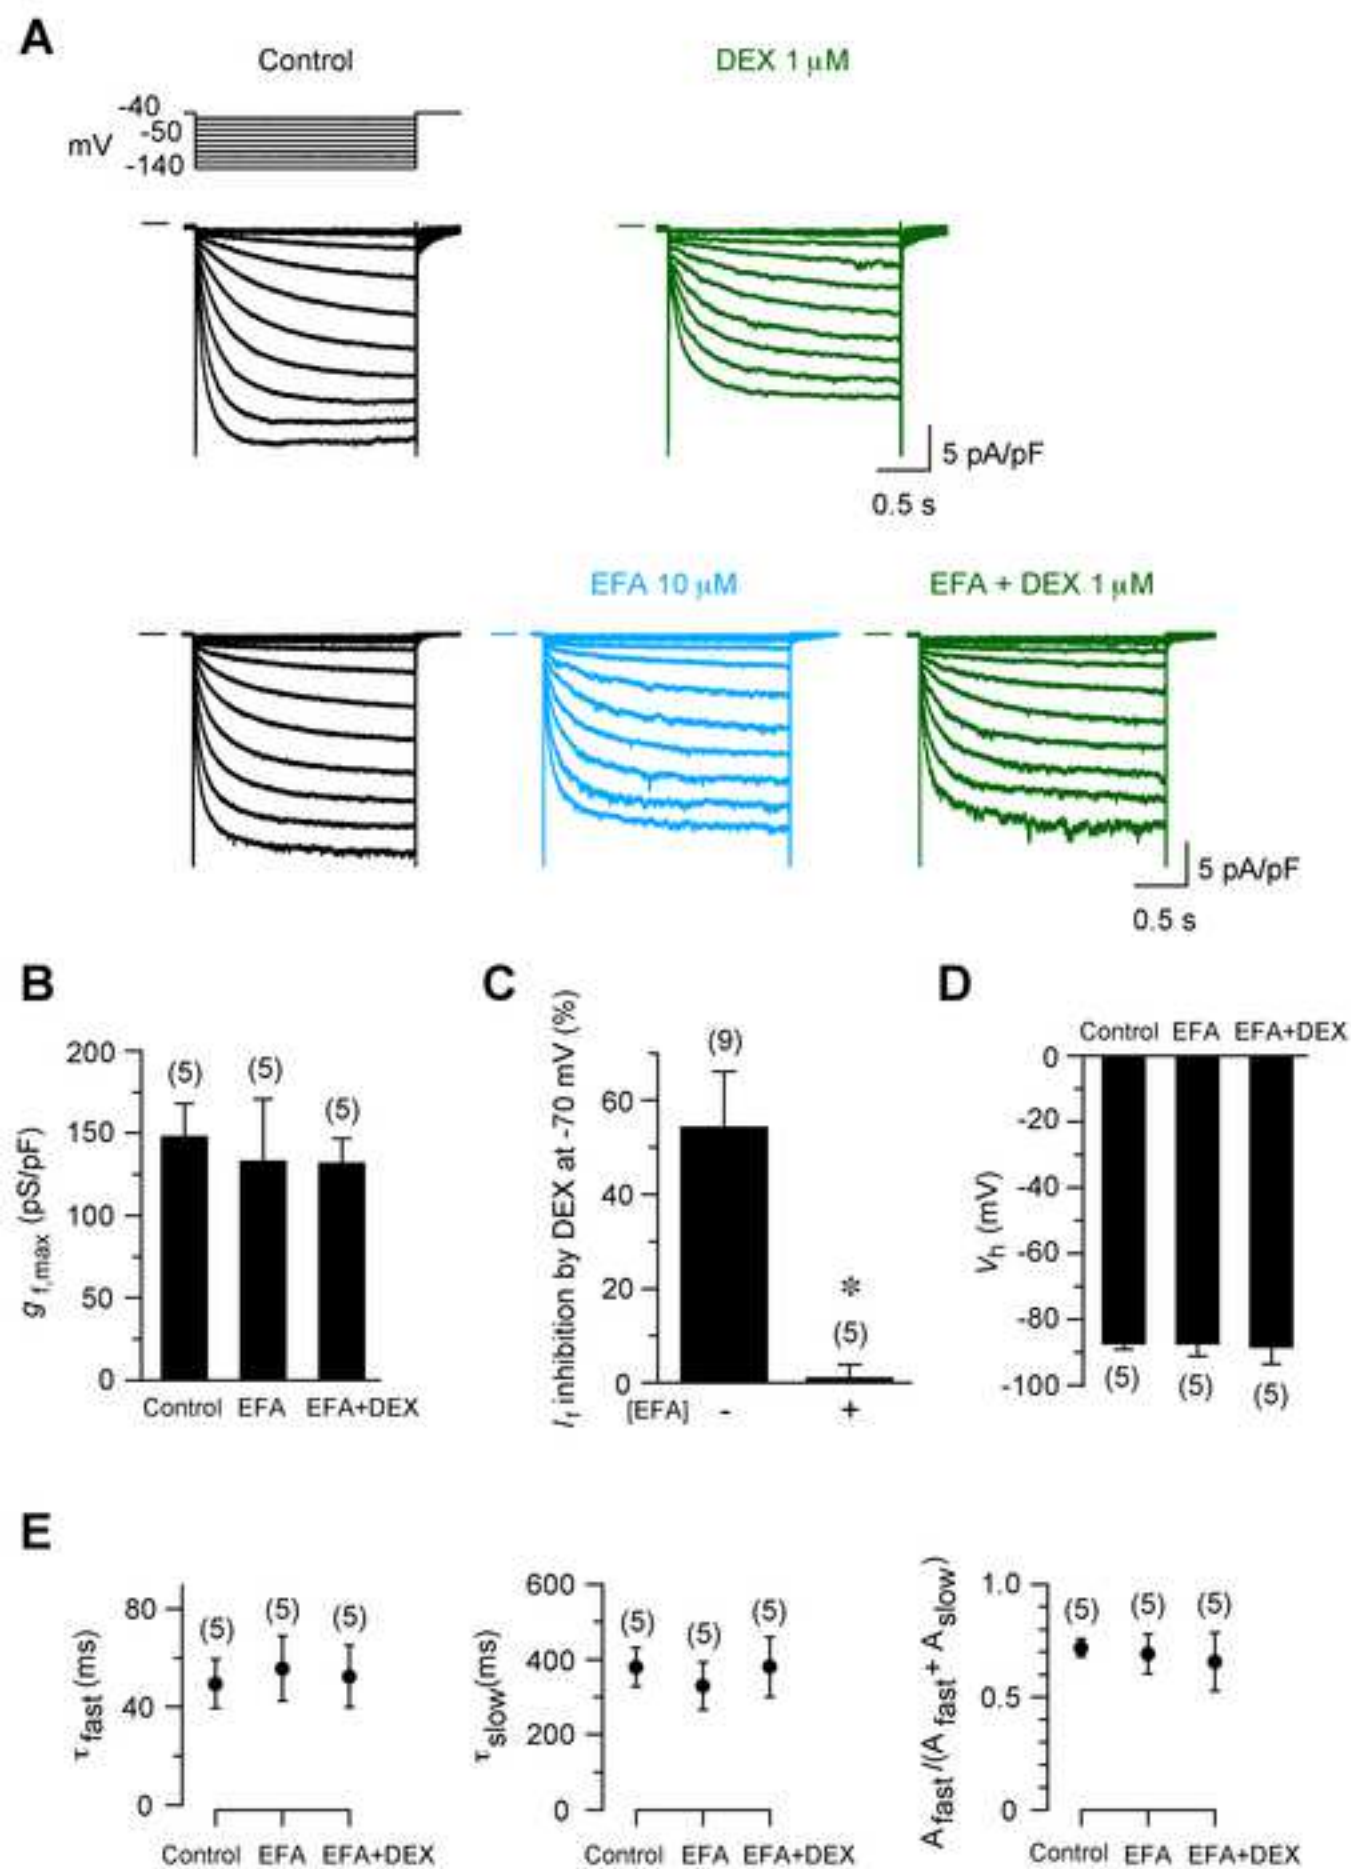 A
Control
DEX 1 µM
-40
-50
mV
-140
5 pA/pF
0.5 s
EFA 10 µM
EFA + DEX 1 µM
5 pA/pF
0.5 s
B
g f,max (pS/pF)
200
150
100
50
0
(5)
(5)
(5)
Control EFA EFA+DEX
C
If inhibition by DEX at -70 mV (%)
60
40
20
0
(9)
*
(5)
[EFA] - +
D
Control EFA EFA+DEX
Vh (mV)
0
-20
-40
-60
-80
-100
(5)
(5)
(5)
E
τfast (ms)
80
40
0
(5)
(5)
(5)
Control EFA EFA+DEX
τslow(ms)
600
400
200
0
(5)
(5)
(5)
Control EFA EFA+DEX
Afast/(Afast + Aslow)
1.0
0.5
0
(5)
(5)
(5)
Control EFA EFA+DEX